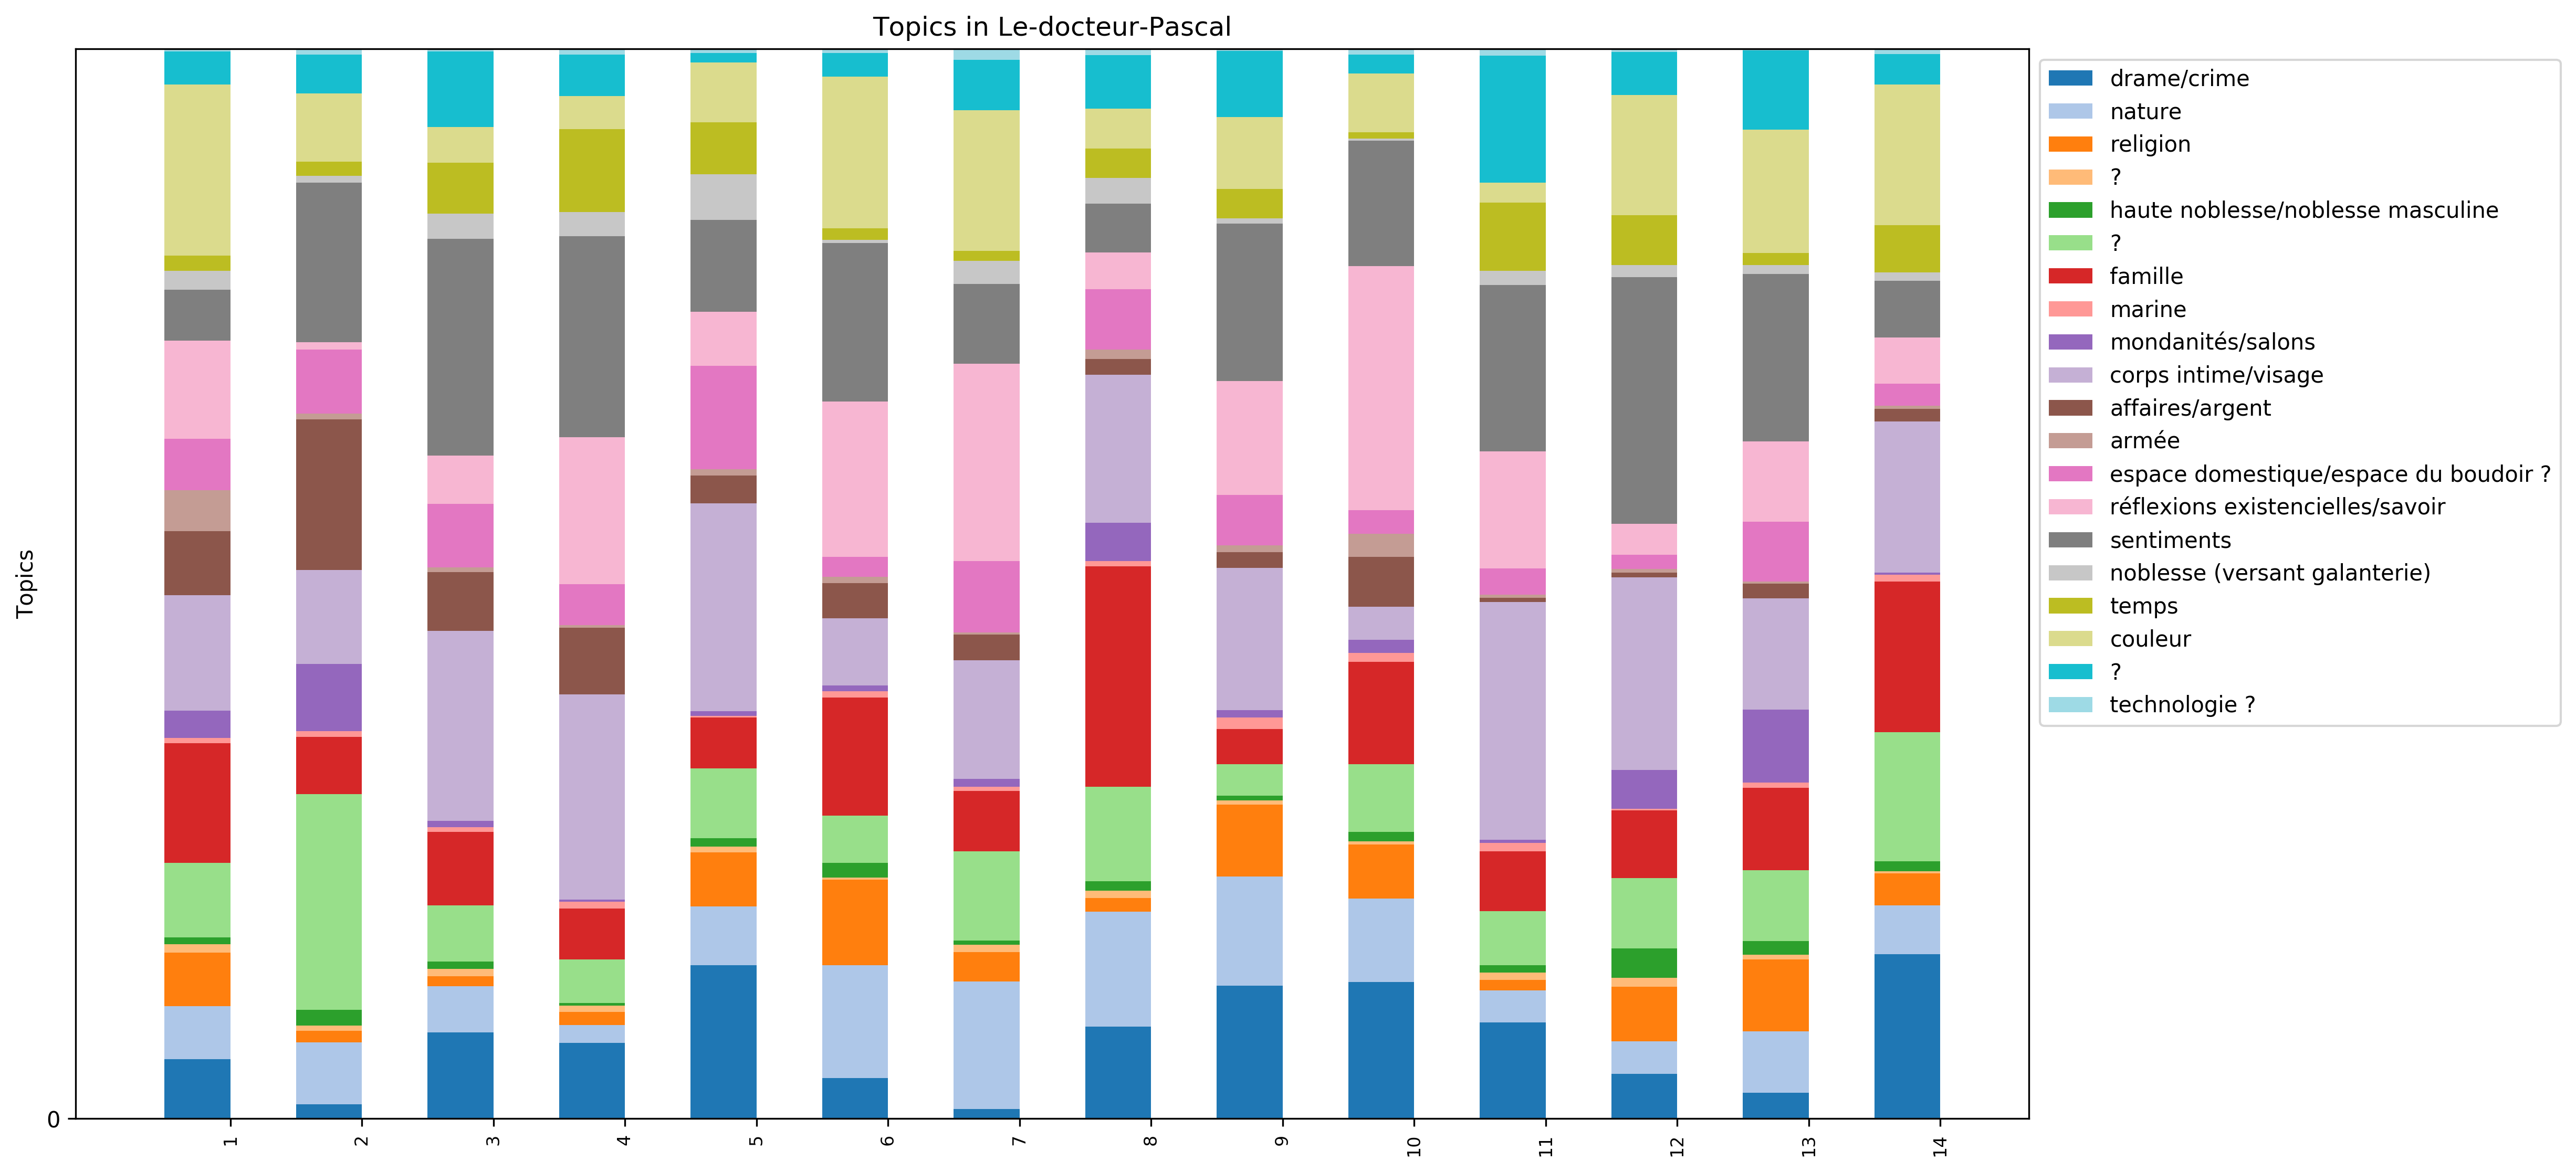 Topics in Le-docteur-Pascal
drame/crime
nature
religion
?
haute noblesse/noblesse masculine
?
famille
marine
mondanités/salons
corps intime/visage
affaires/argent
armée
espace domestique/espace du boudoir ?
réflexions existencielles/savoir
sentiments
noblesse (versant galanterie)
temps
couleur
?
technologie ?
Topics
0
1
2
3
4
5
6
7
8
9
10
11
12
13
14